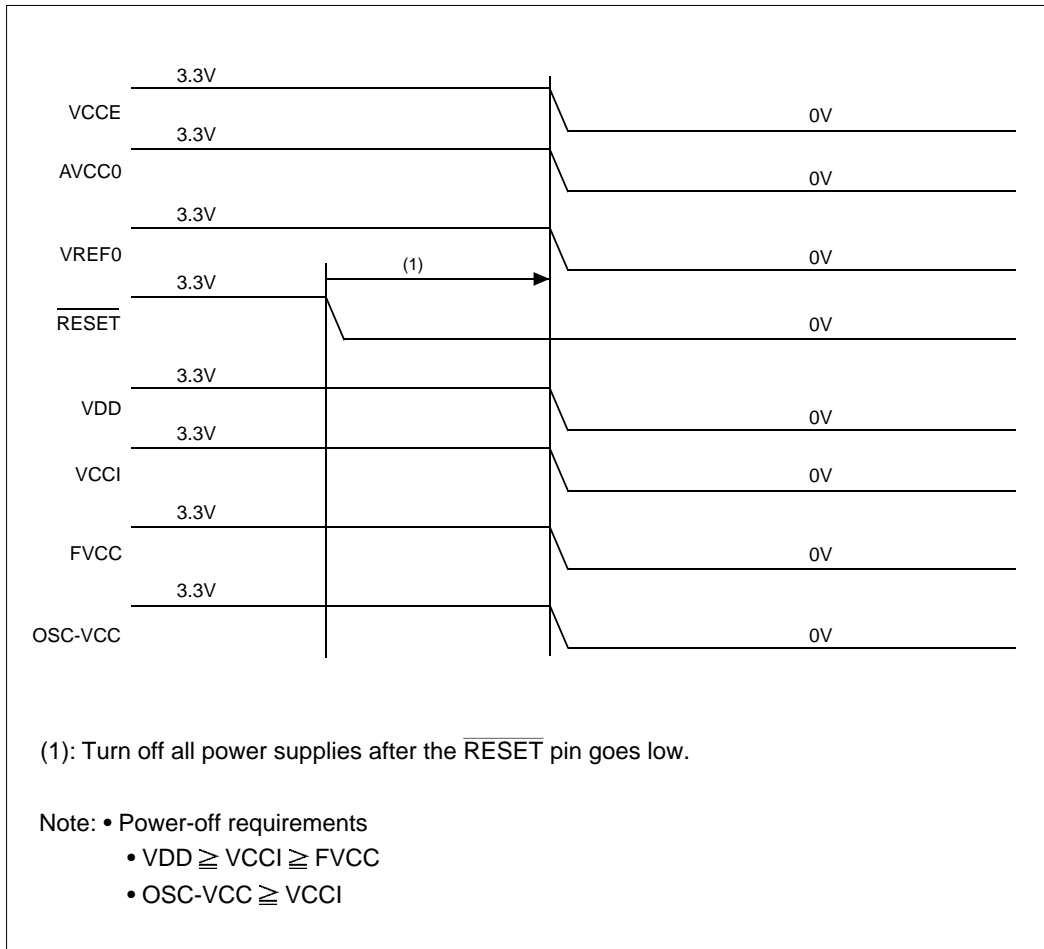 3.3V
VCCE
0V
3.3V
AVCC0
0V
3.3V
VREF0
0V
(1)
3.3V
RESET
0V
3.3V
VDD
0V
3.3V
VCCI
0V
3.3V
FVCC
0V
3.3V
OSC-VCC
0V
(1): Turn off all power supplies after the RESET pin goes low.
Note: • Power-off requirements
• VDD ≧ VCCI ≧ FVCC
• OSC-VCC ≧ VCCI